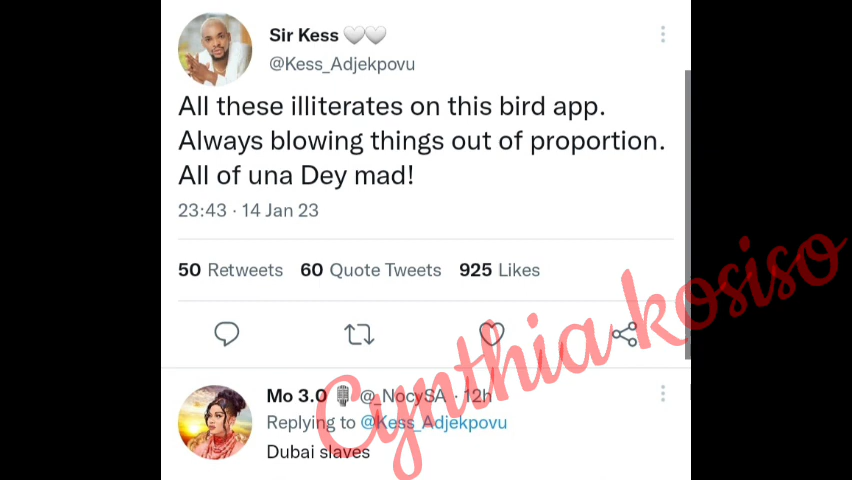 Sir Kess 🤍🤍
@Kess_Adjekpovu
All these illiterates on this bird app.
Always blowing things out of proportion.
All of una Dey mad!
23:43 · 14 Jan 23
50 Retweets 60 Quote Tweets 925 Likes
Mo 3.0 🎙 @_NocySA · 12h
Replying to @Kess_Adjekpovu
Dubai slaves
Cynthia kosiso